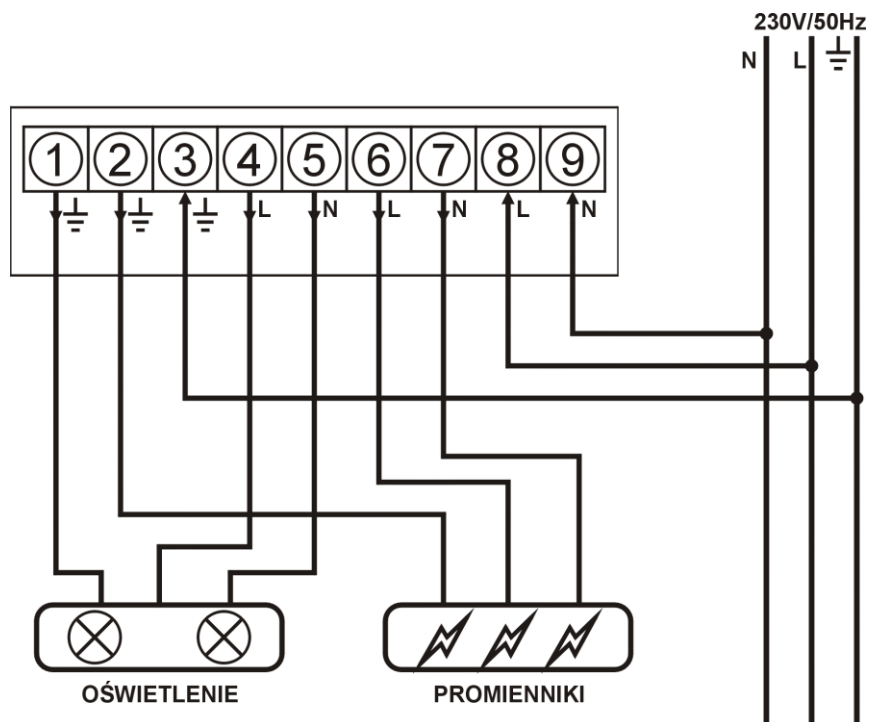 230V/50Hz
N L
1 2 3 4 5 6 7 8 9
L N L N L N
OŚWIETLENIE PROMIENNIKI